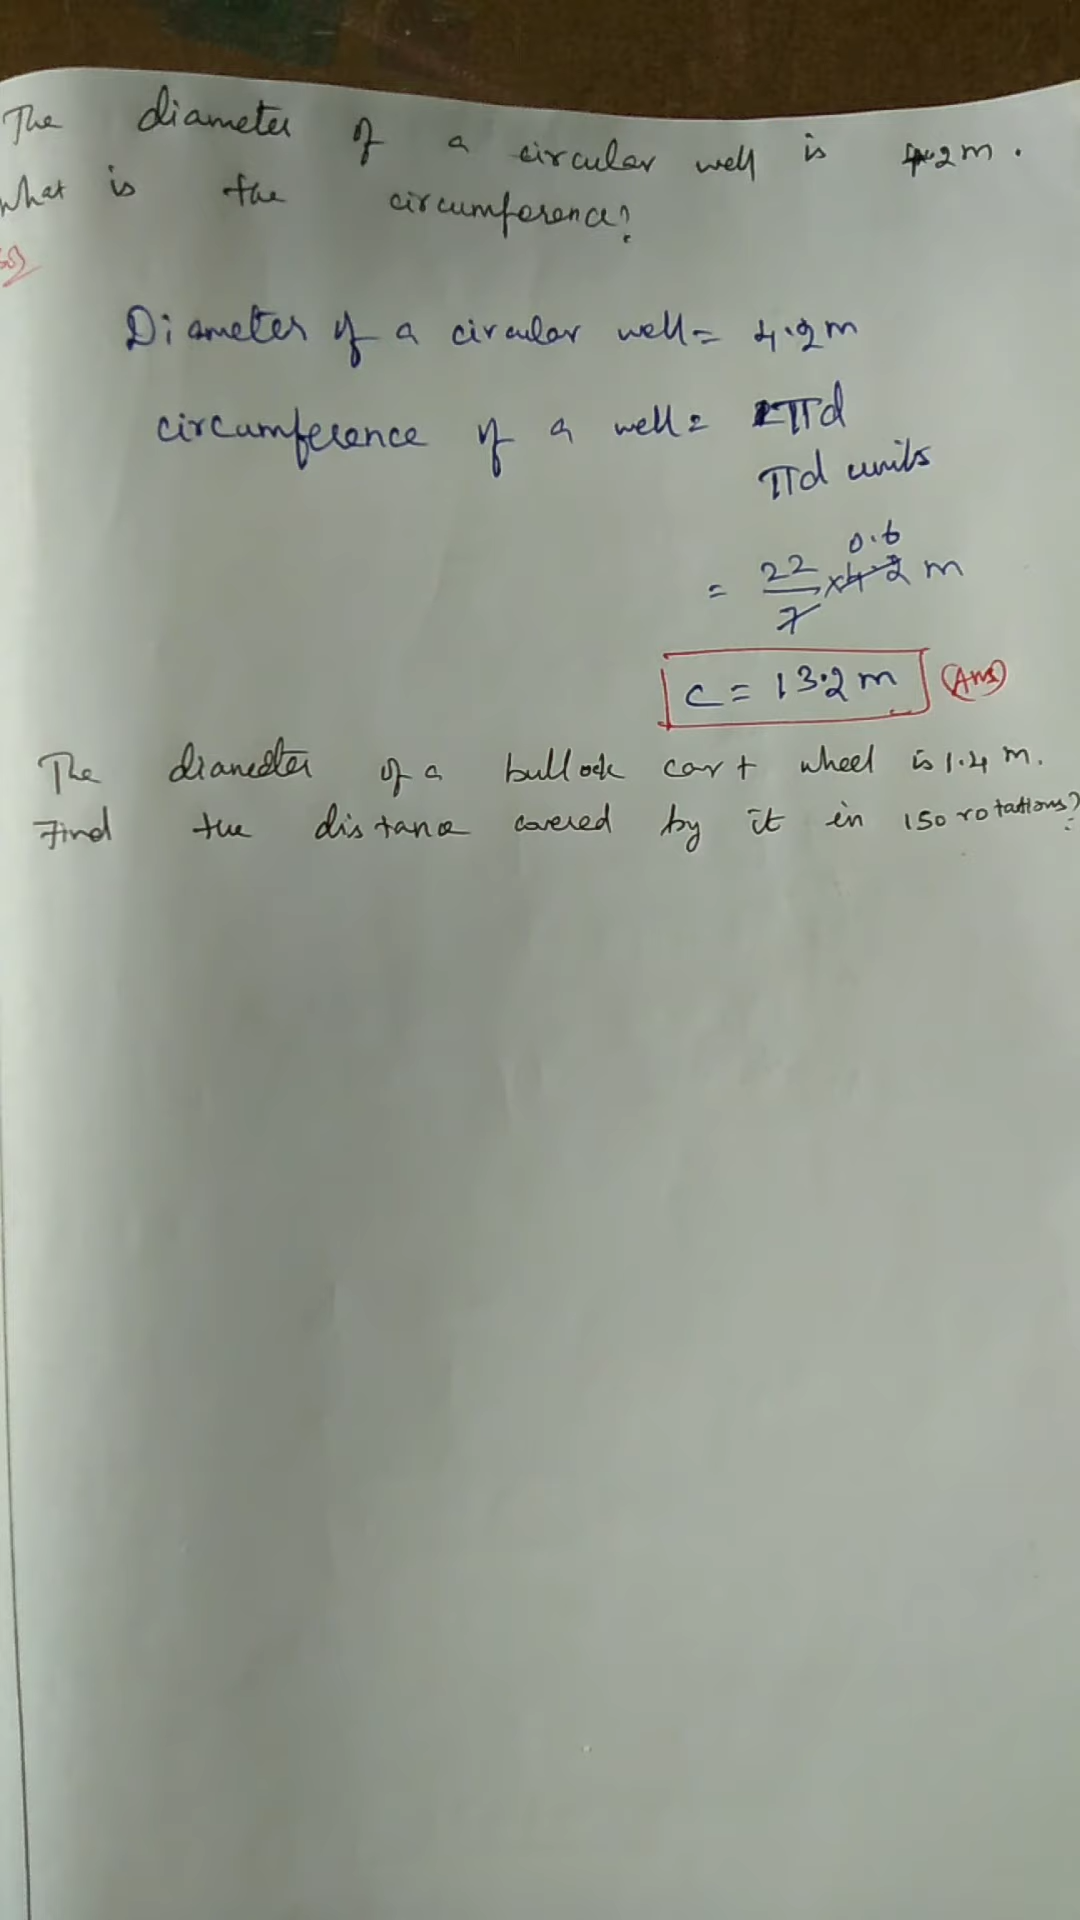 The diameter of a circular well is 4.2m.
what is the circumference?
Diameter of a circular well = 4.2m
circumference of a well = πd
πd units
0.6
= 22/7 × 4.2 m
C = 13.2m Ans
The diameter of a bullock cart wheel is 1.4 m.
Find the distance covered by it in 150 rotations?